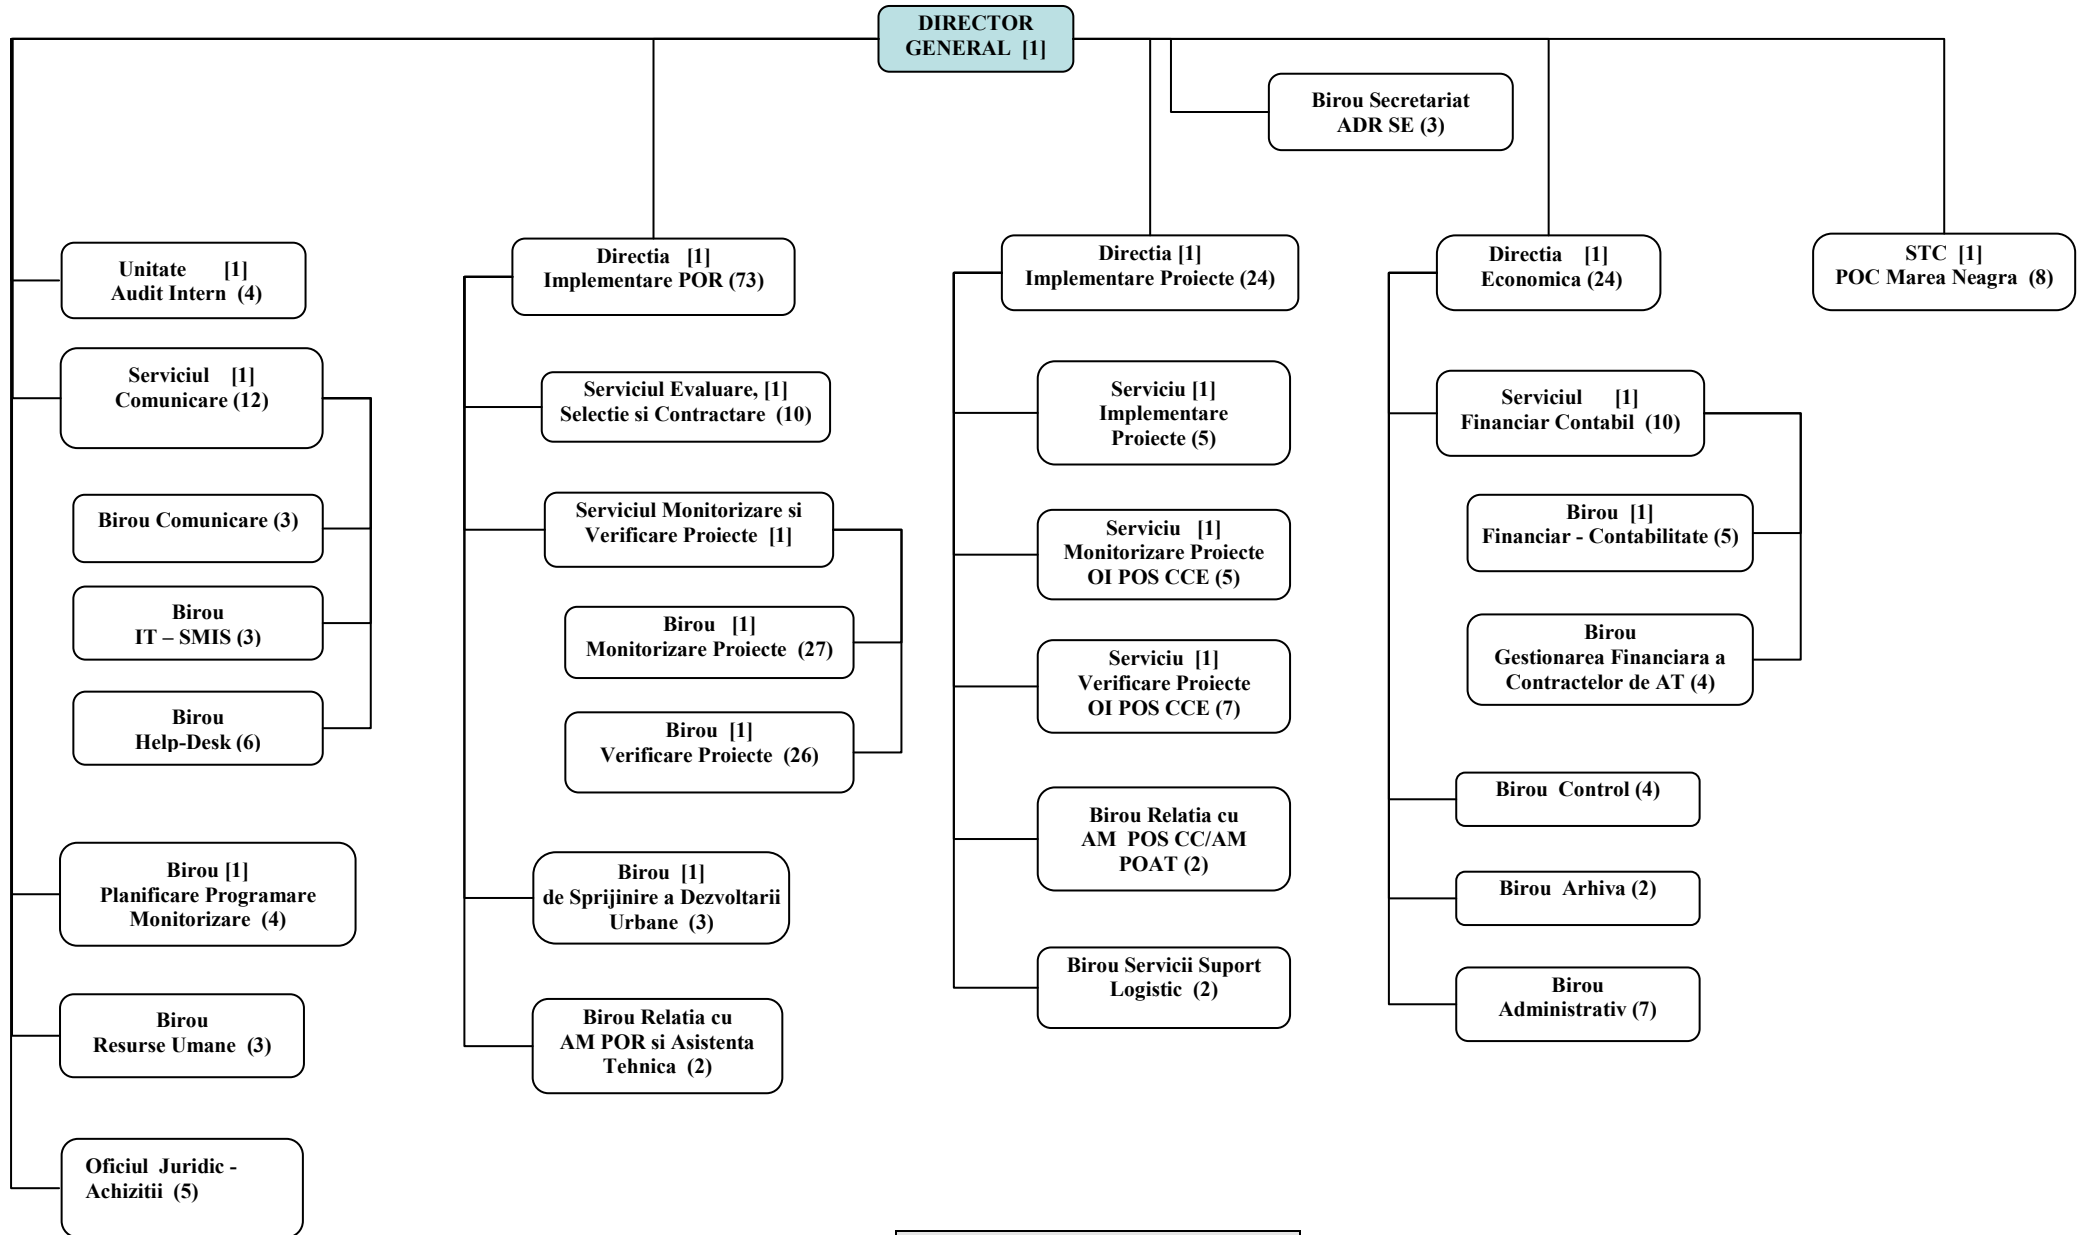 DIRECTOR
GENERAL [1]
Birou Secretariat
ADR SE (3)
Unitate [1]
Audit Intern (4)
Serviciul [1]
Comunicare (12)
Birou Comunicare (3)
Birou
IT – SMIS (3)
Birou
Help-Desk (6)
Birou [1]
Planificare Programare
Monitorizare (4)
Birou
Resurse Umane (3)
Oficiul Juridic -
Achizitii (5)
Directia [1]
Implementare POR (73)
Serviciul Evaluare, [1]
Selectie si Contractare (10)
Serviciul Monitorizare si
Verificare Proiecte [1]
Birou [1]
Monitorizare Proiecte (27)
Birou [1]
Verificare Proiecte (26)
Birou [1]
de Sprijinire a Dezvoltarii
Urbane (3)
Birou Relatia cu
AM POR si Asistenta
Tehnica (2)
Directia [1]
Implementare Proiecte (24)
Serviciu [1]
Implementare
Proiecte (5)
Serviciu [1]
Monitorizare Proiecte
OI POS CCE (5)
Serviciu [1]
Verificare Proiecte
OI POS CCE (7)
Birou Relatia cu
AM POS CC/AM
POAT (2)
Birou Servicii Suport
Logistic (2)
Directia [1]
Economica (24)
Serviciul [1]
Financiar Contabil (10)
Birou [1]
Financiar - Contabilitate (5)
Birou
Gestionarea Financiara a
Contractelor de AT (4)
Birou Control (4)
Birou Arhiva (2)
Birou
Administrativ (7)
STC [1]
POC Marea Neagra (8)